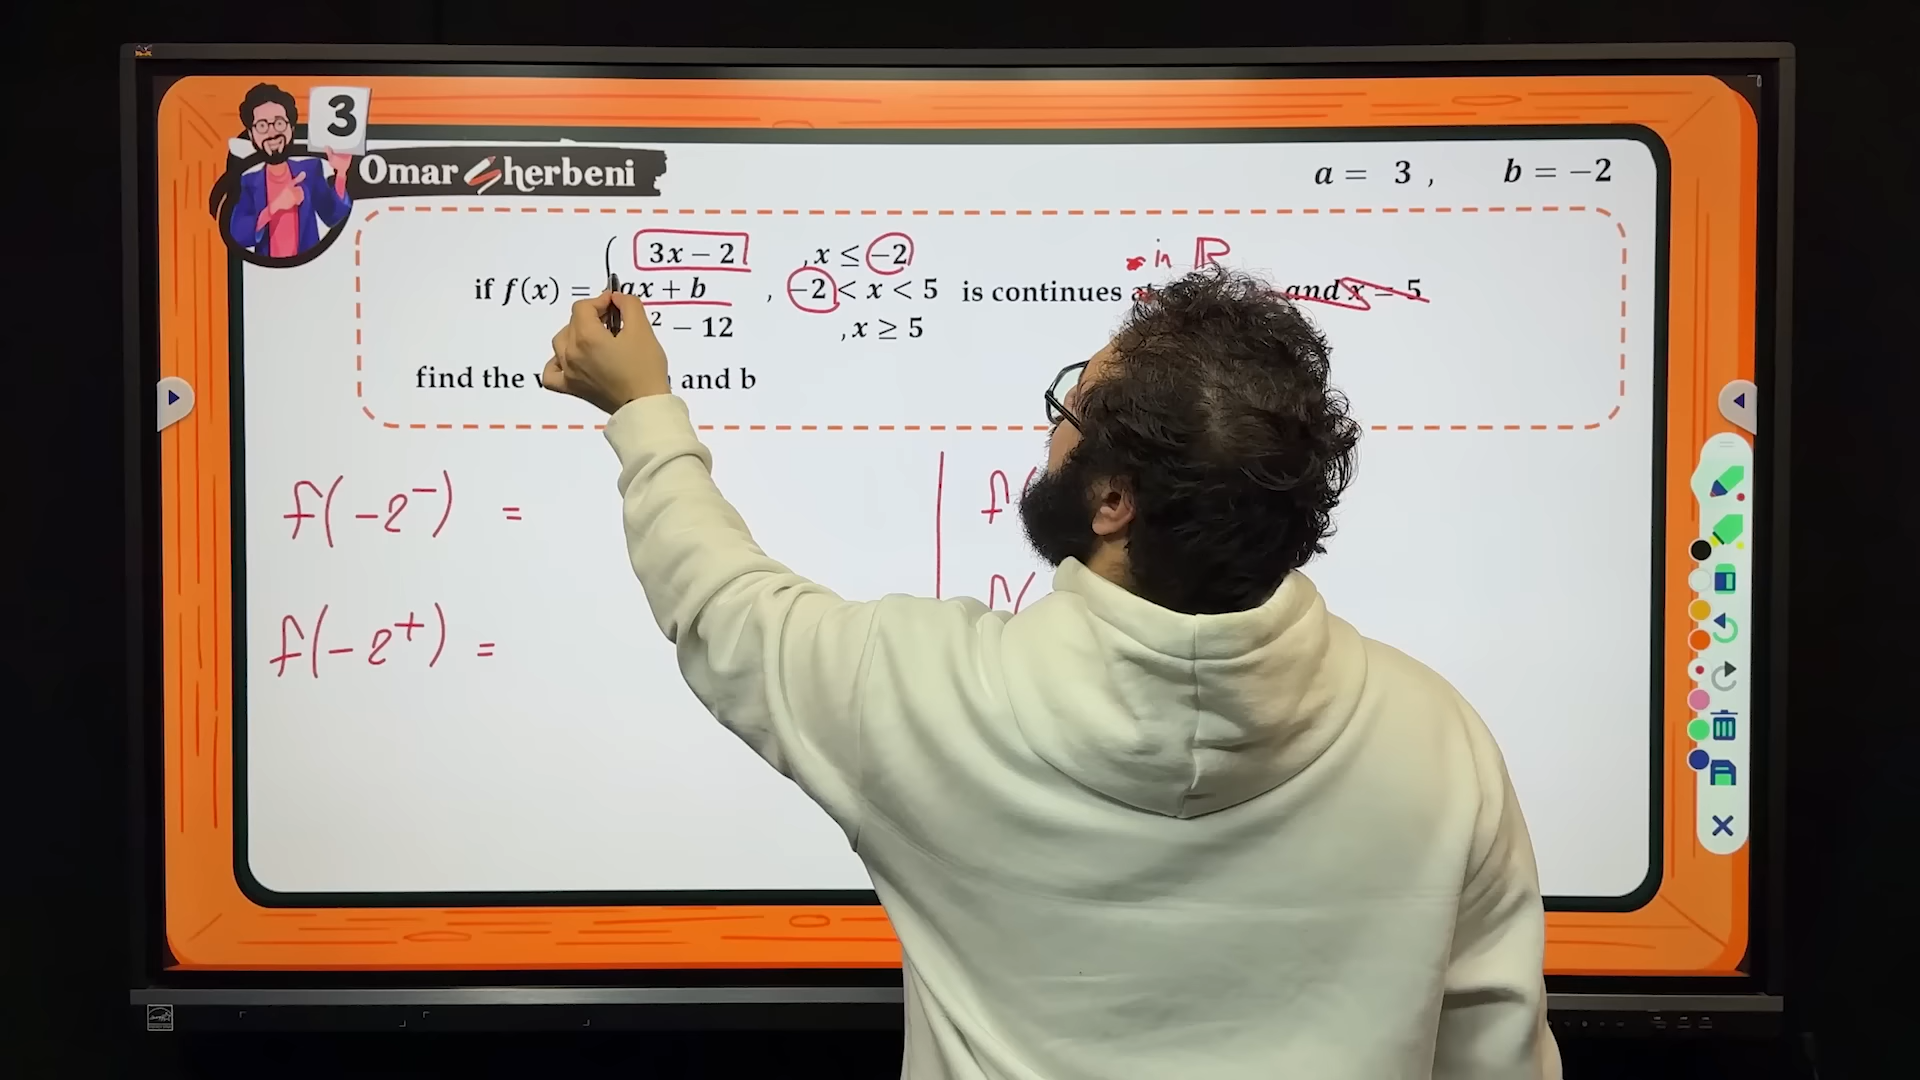 3
Omar Sherbeni
a = 3 , b = −2
3x − 2 , x ≤ −2
in ℝ
if f(x) = ax + b , −2 < x < 5 is continues and x = 5
2 − 12 , x ≥ 5
find the and b
f(−2⁻) =
f(
f(−2⁺) =
f(